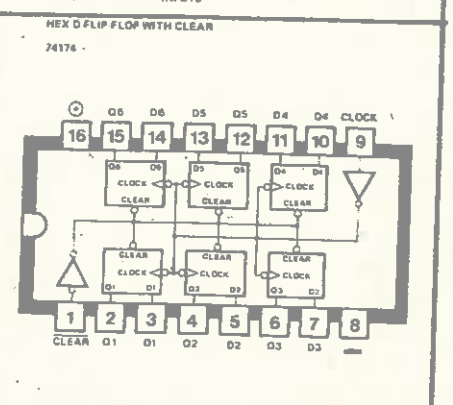 HEX D FLIP-FLOP WITH CLEAR
74174
Q6 D6 D5 Q5 D4 Q4 CLOCK
16 15 14 13 12 11 10 9
Q6 D6 D5 Q5 D4 Q4
CLOCK CLOCK CLOCK
CLEAR CLEAR CLEAR
CLEAR CLEAR CLEAR
CLOCK CLOCK CLOCK
Q1 D1 Q2 D2 Q3 D3
1 2 3 4 5 6 7 8
CLEAR Q1 D1 Q2 D2 Q3 D3